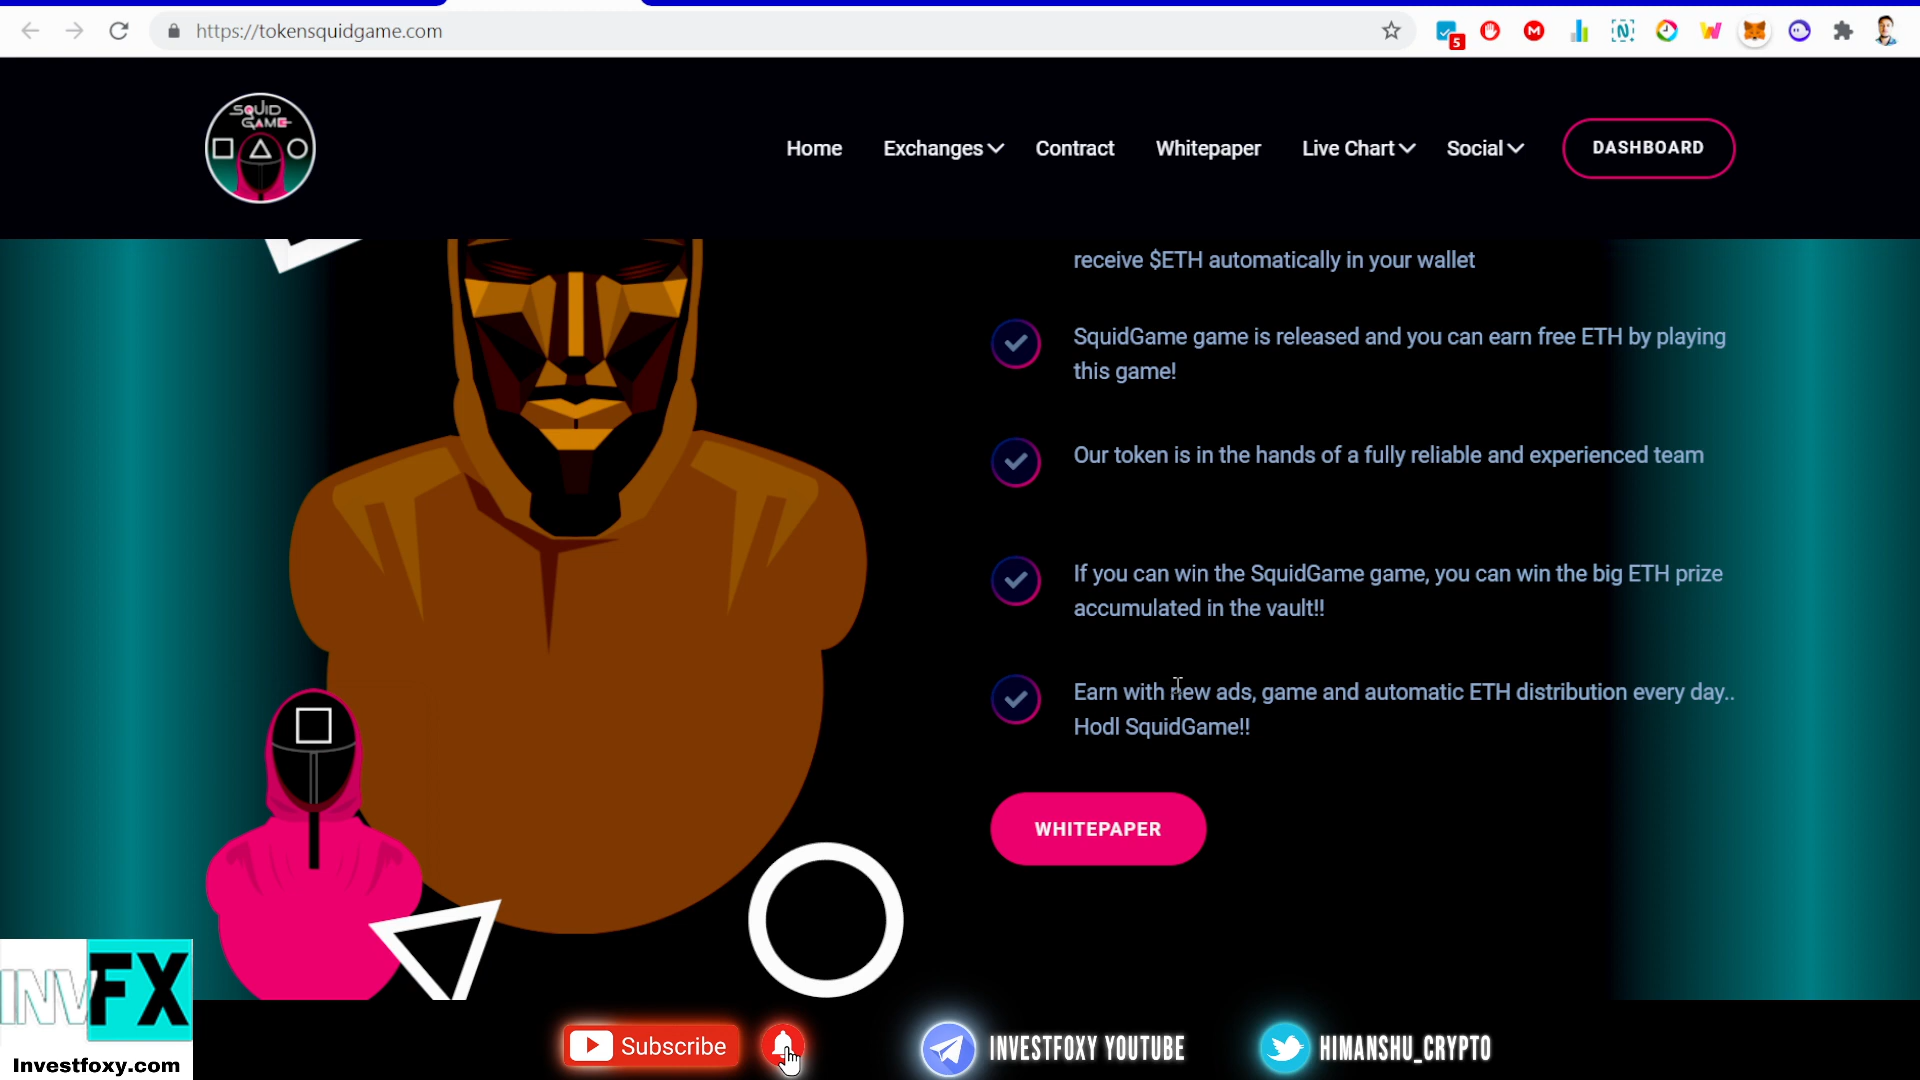 https://tokensquidgame.com
5
SQUID
GAME
Home
Exchanges
Contract
Whitepaper
Live Chart
Social
DASHBOARD
receive $ETH automatically in your wallet
SquidGame game is released and you can earn free ETH by playing
this game!
Our token is in the hands of a fully reliable and experienced team
If you can win the SquidGame game, you can win the big ETH prize
accumulated in the vault!!
Earn with new ads, game and automatic ETH distribution every day..
Hodl SquidGame!!
WHITEPAPER
INVFX
Investfoxy.com
Subscribe
INVESTFOXY YOUTUBE
HIMANSHU_CRYPTO